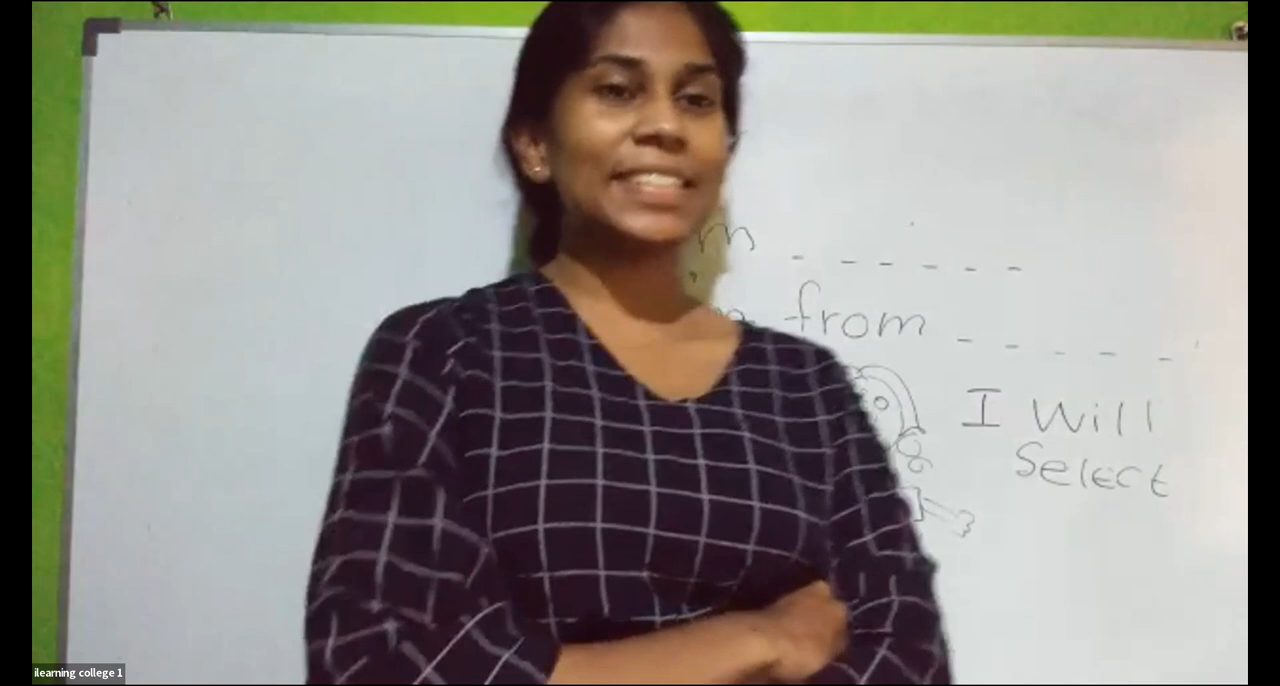 m _ _ _ _ _ _
from _ _ _ _ _
I Will
Select
ilearning college 1